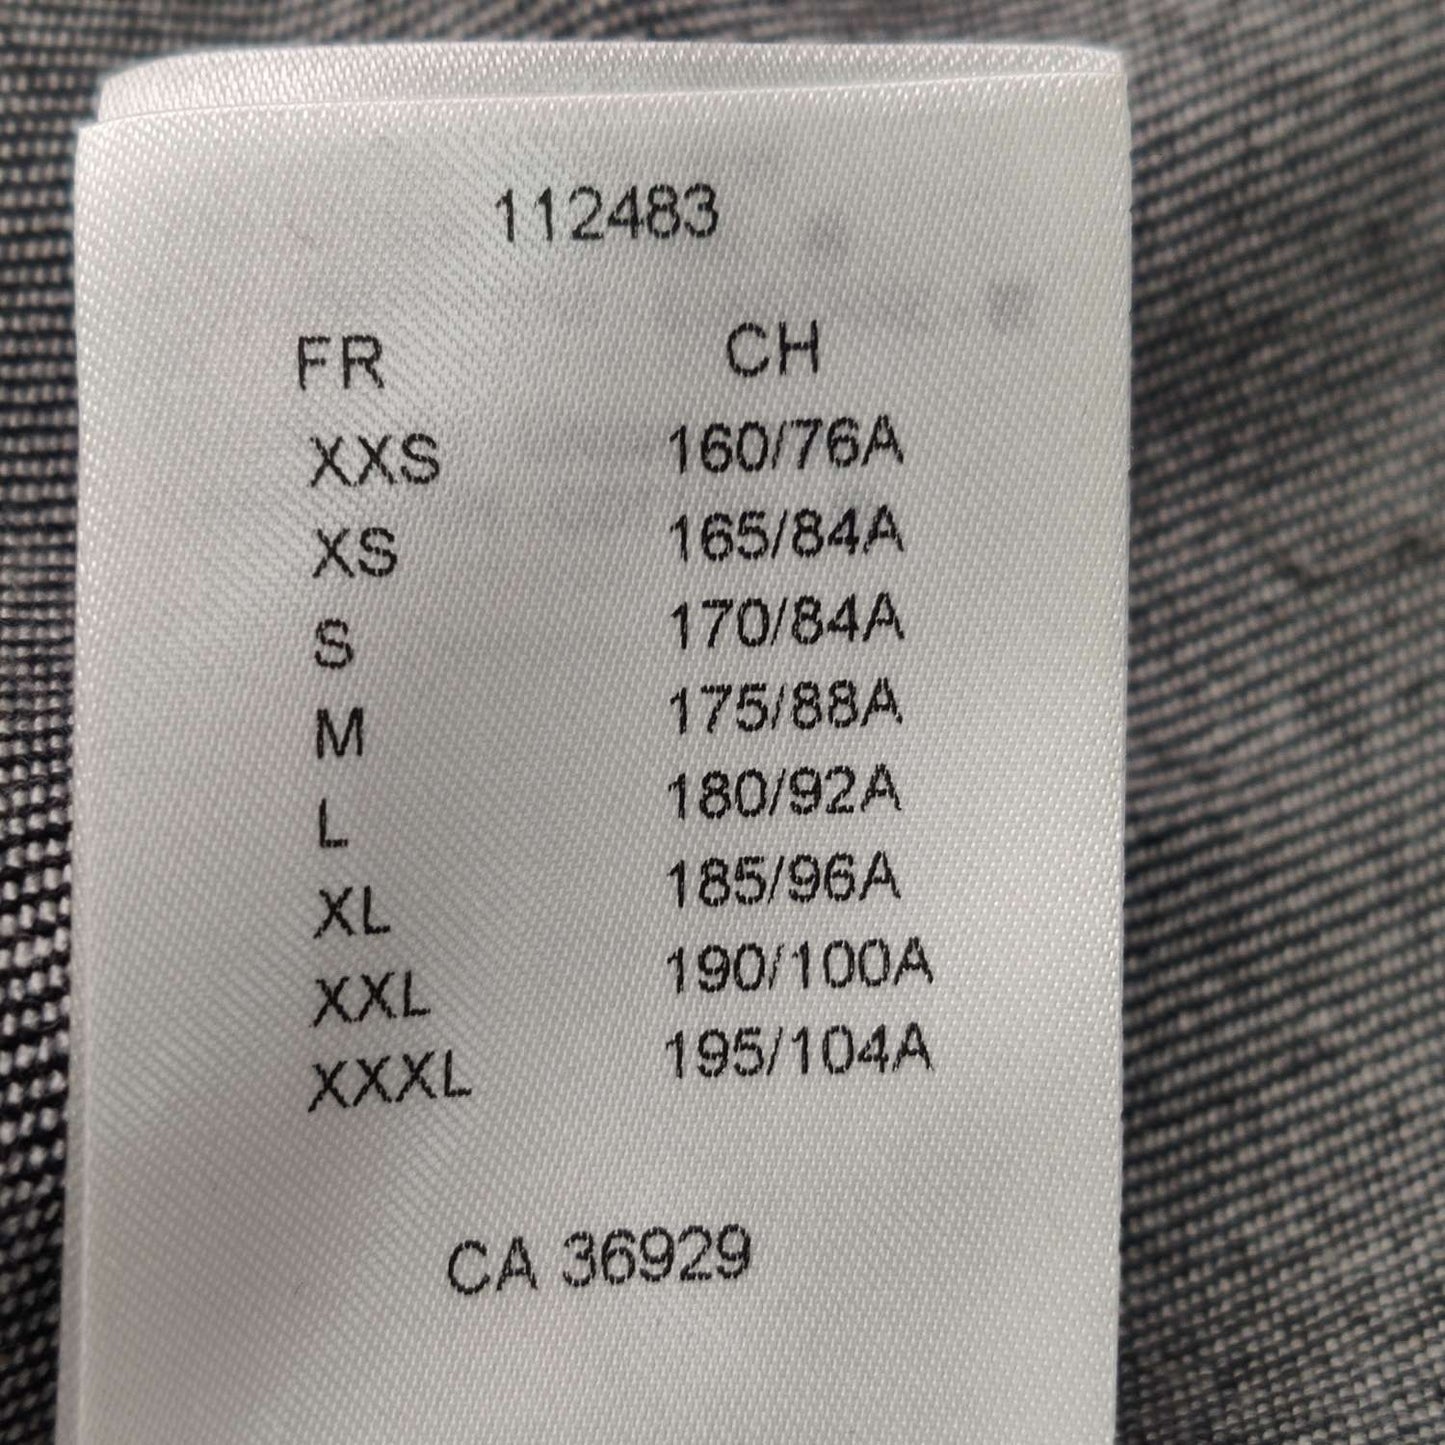 112483
FR CH
XXS 160/76A
XS 165/84A
S 170/84A
M 175/88A
L 180/92A
XL 185/96A
XXL 190/100A
XXXL 195/104A
CA 36929